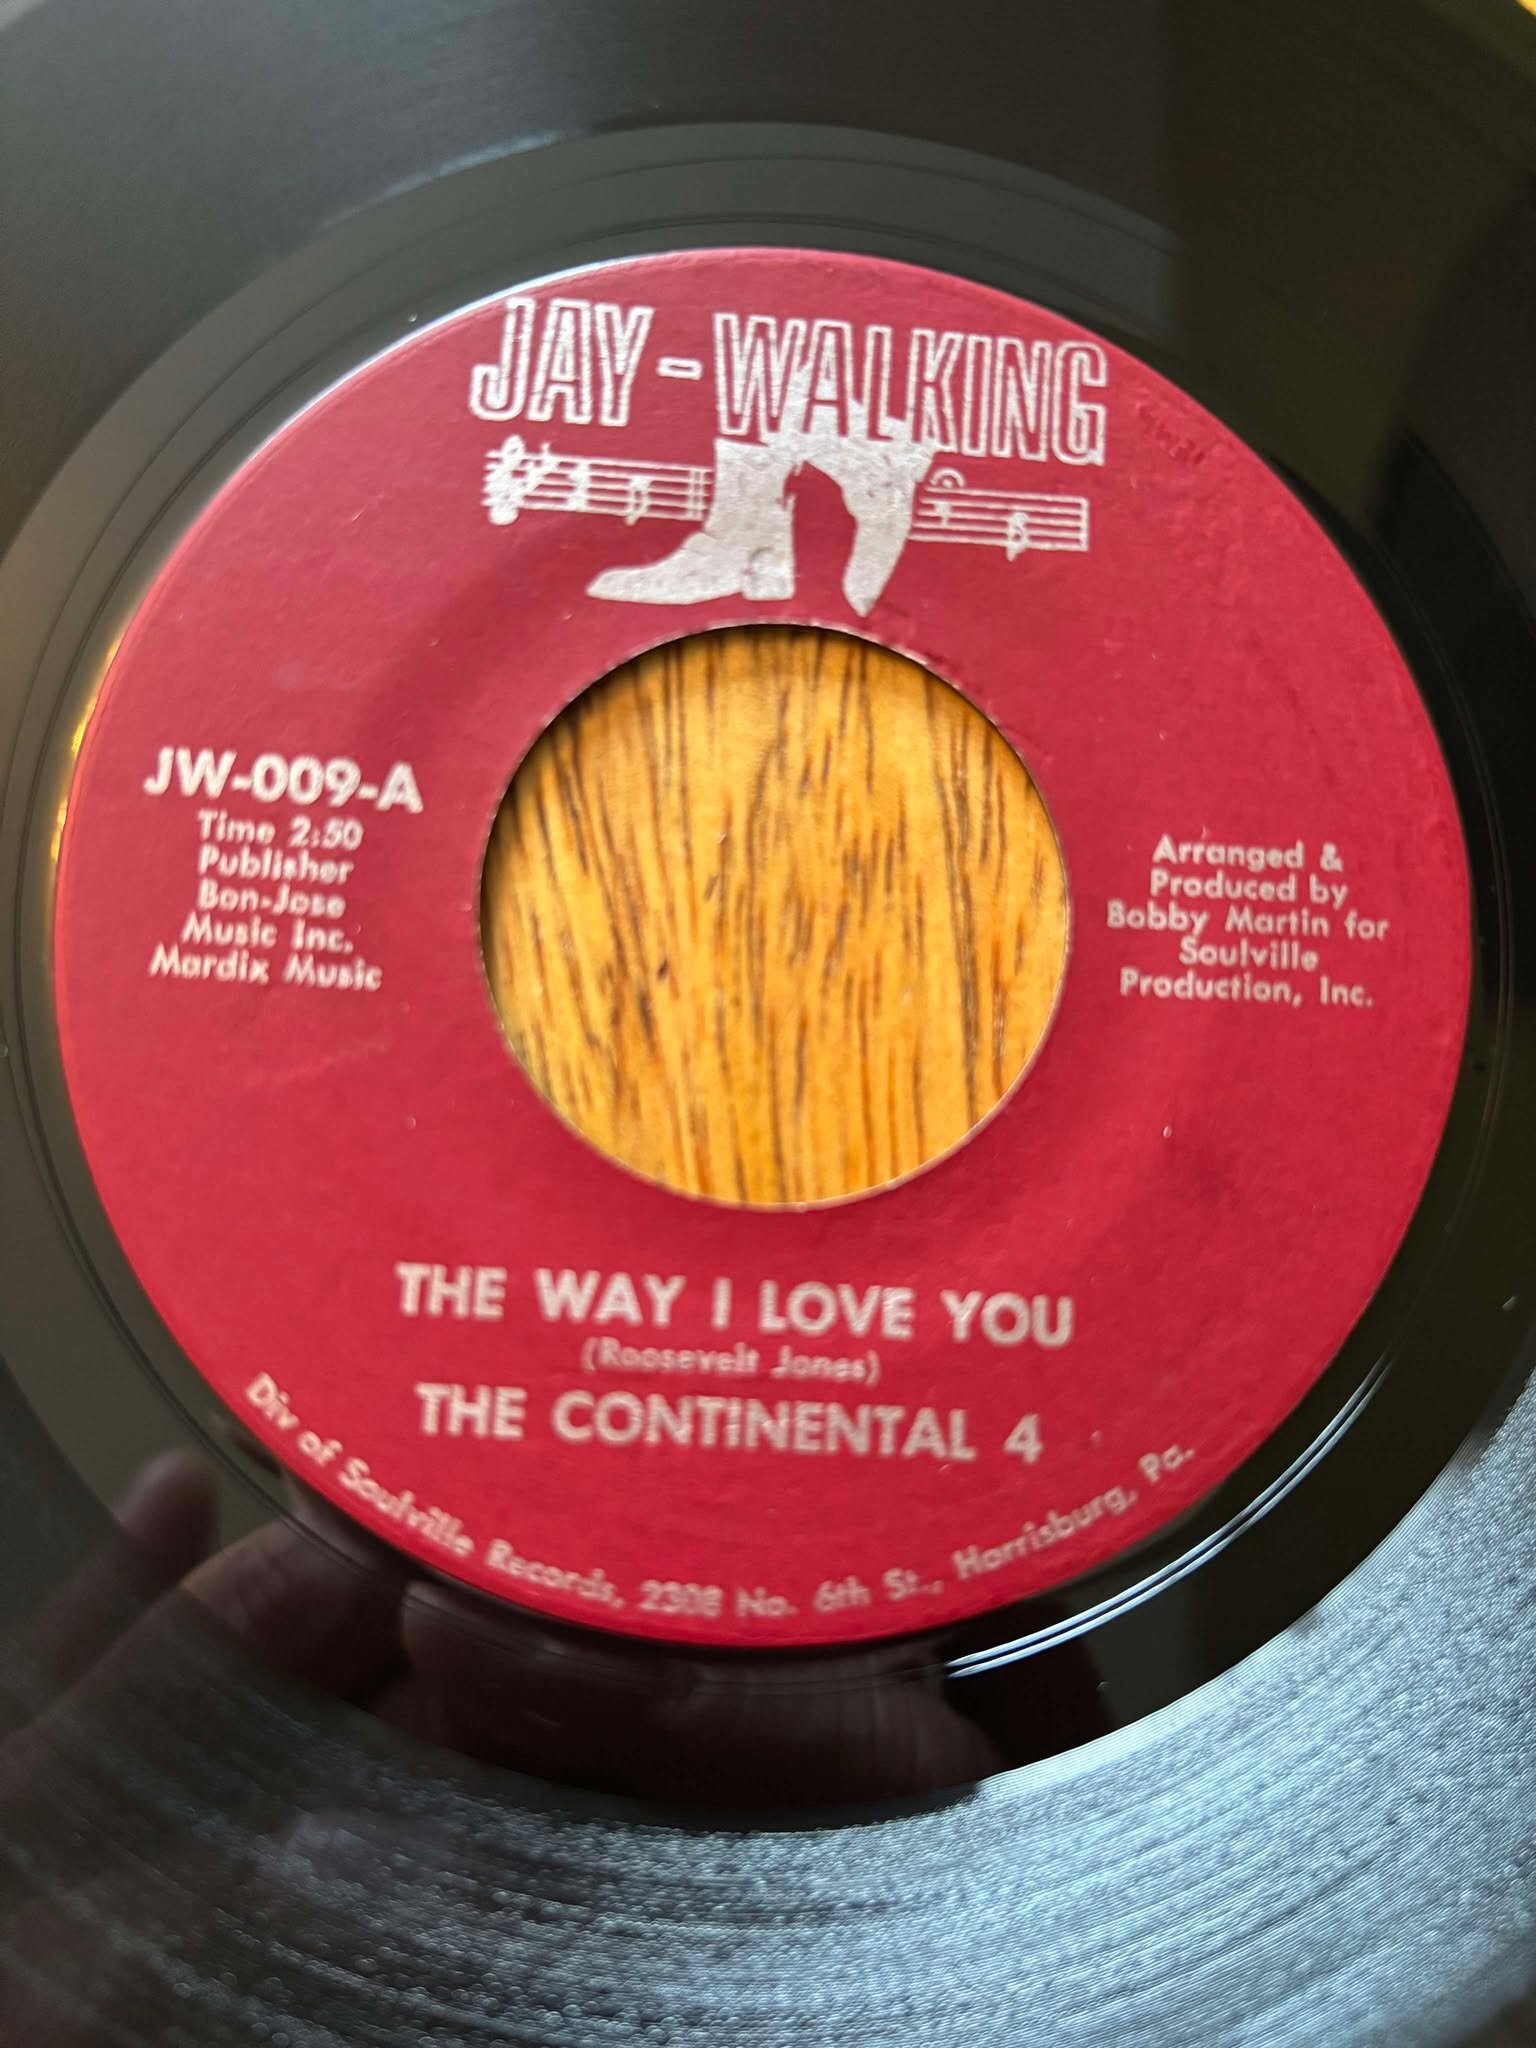 JAY-WALKING
JW-009-A
Time 2:50
Publisher
Bon-Jose
Music Inc.
Mardix Music
Arranged &
Produced by
Bobby Martin for
Soulville
Production, Inc.
THE WAY I LOVE YOU
(Roosevelt Jones)
THE CONTINENTAL 4
Div of Soulville Records, 2308 No. 6th St., Harrisburg, Pa.